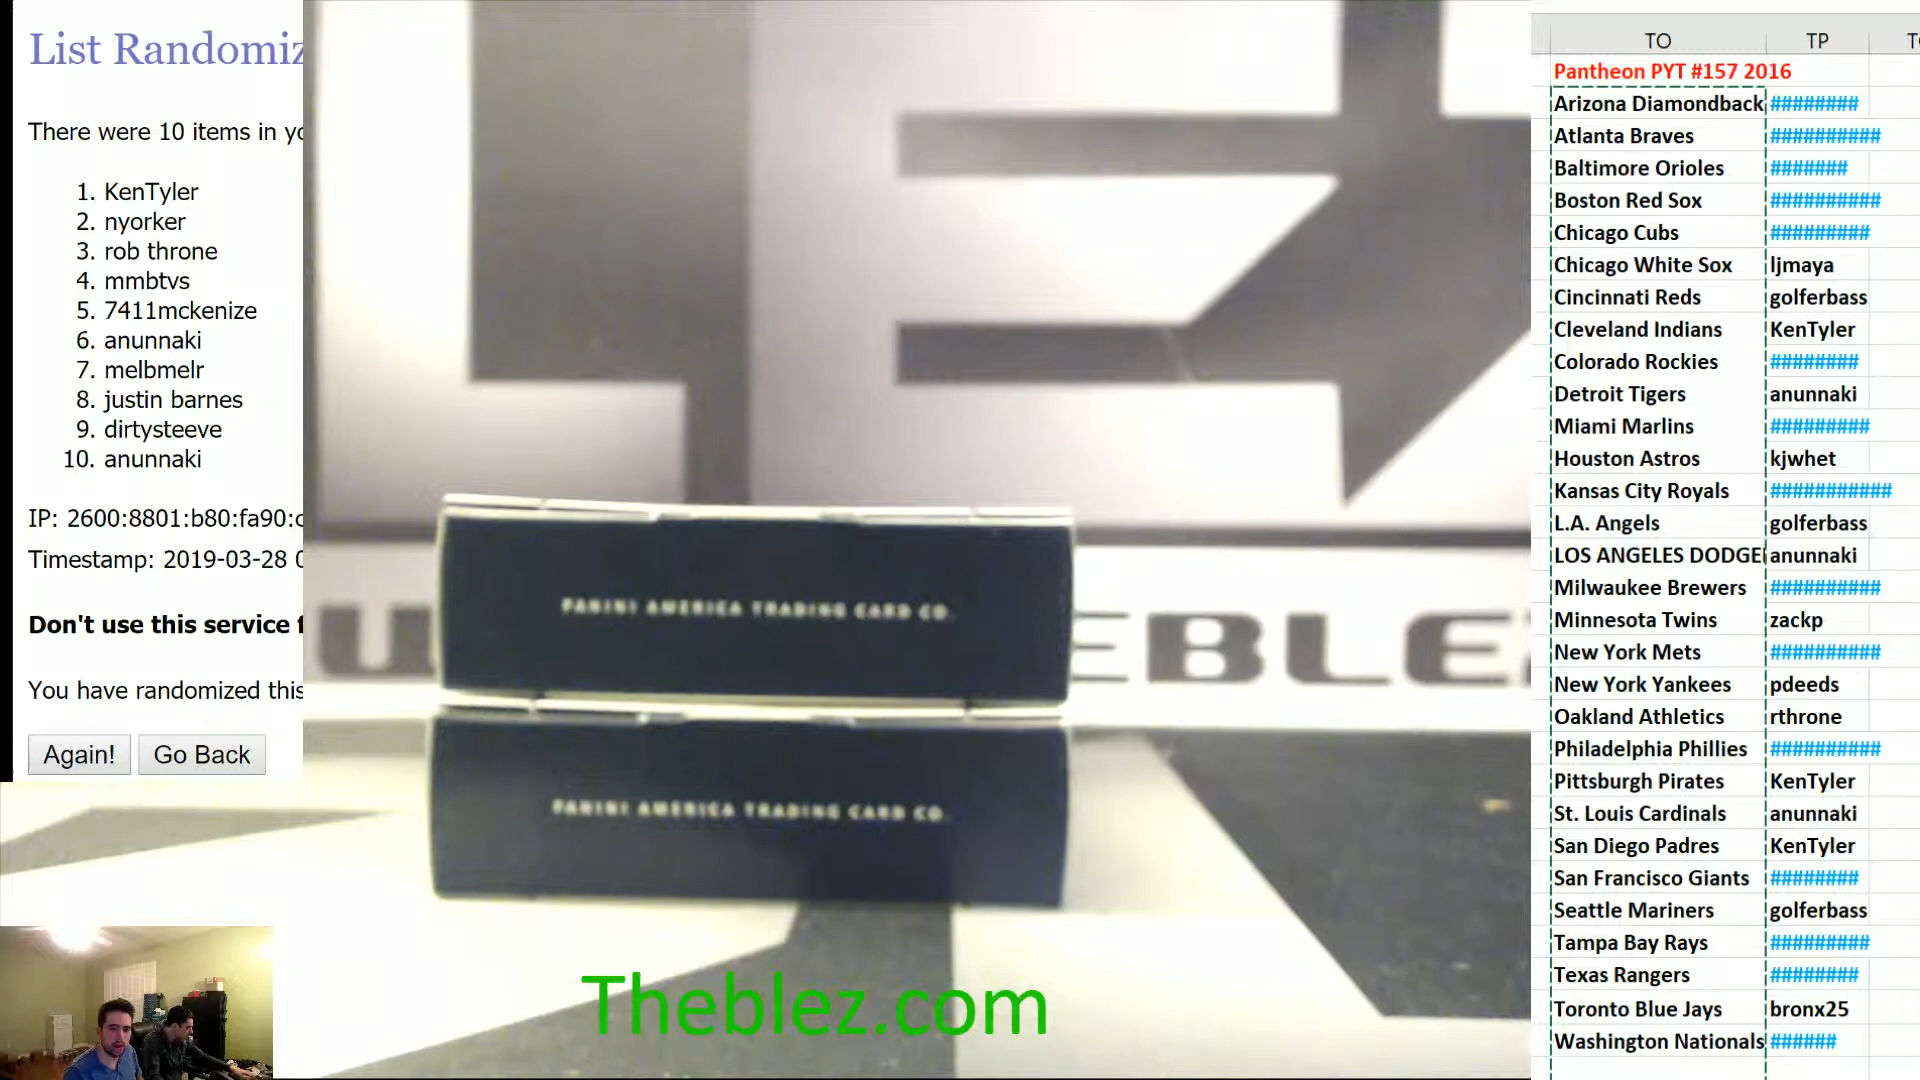 List Randomiz
There were 10 items in yo
1. KenTyler
2. nyorker
3. rob throne
4. mmbtvs
5. 7411mckenize
6. anunnaki
7. melbmelr
8. justin barnes
9. dirtysteeve
10. anunnaki
IP: 2600:8801:b80:fa90:c
Timestamp: 2019-03-28 0
Don't use this service f
You have randomized this
Again! Go Back
PANINI AMERICA TRADING CARD CO.
PANINI AMERICA TRADING CARD CO.
U EBLEZ
Theblez.com
TO TP
Pantheon PYT #157 2016
Arizona Diamondback ########
Atlanta Braves ##########
Baltimore Orioles #######
Boston Red Sox ##########
Chicago Cubs #########
Chicago White Sox ljmaya
Cincinnati Reds golferbass
Cleveland Indians KenTyler
Colorado Rockies ########
Detroit Tigers anunnaki
Miami Marlins #########
Houston Astros kjwhet
Kansas City Royals ###########
L.A. Angels golferbass
LOS ANGELES DODGE anunnaki
Milwaukee Brewers ##########
Minnesota Twins zackp
New York Mets ##########
New York Yankees pdeeds
Oakland Athletics rthrone
Philadelphia Phillies ##########
Pittsburgh Pirates KenTyler
St. Louis Cardinals anunnaki
San Diego Padres KenTyler
San Francisco Giants ########
Seattle Mariners golferbass
Tampa Bay Rays #########
Texas Rangers ########
Toronto Blue Jays bronx25
Washington Nationals ######